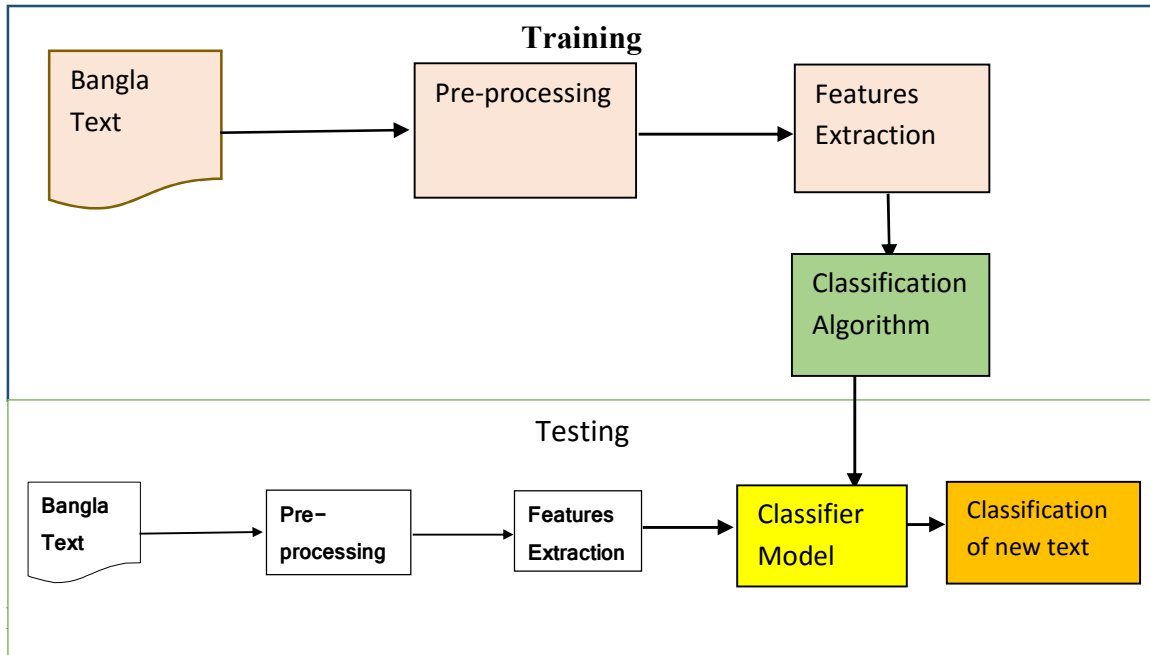 Training
Bangla
Text
Pre-processing
Features
Extraction
Classification
Algorithm
Testing
Bangla
Text
Pre-
processing
Features
Extraction
Classifier
Model
Classification
of new text